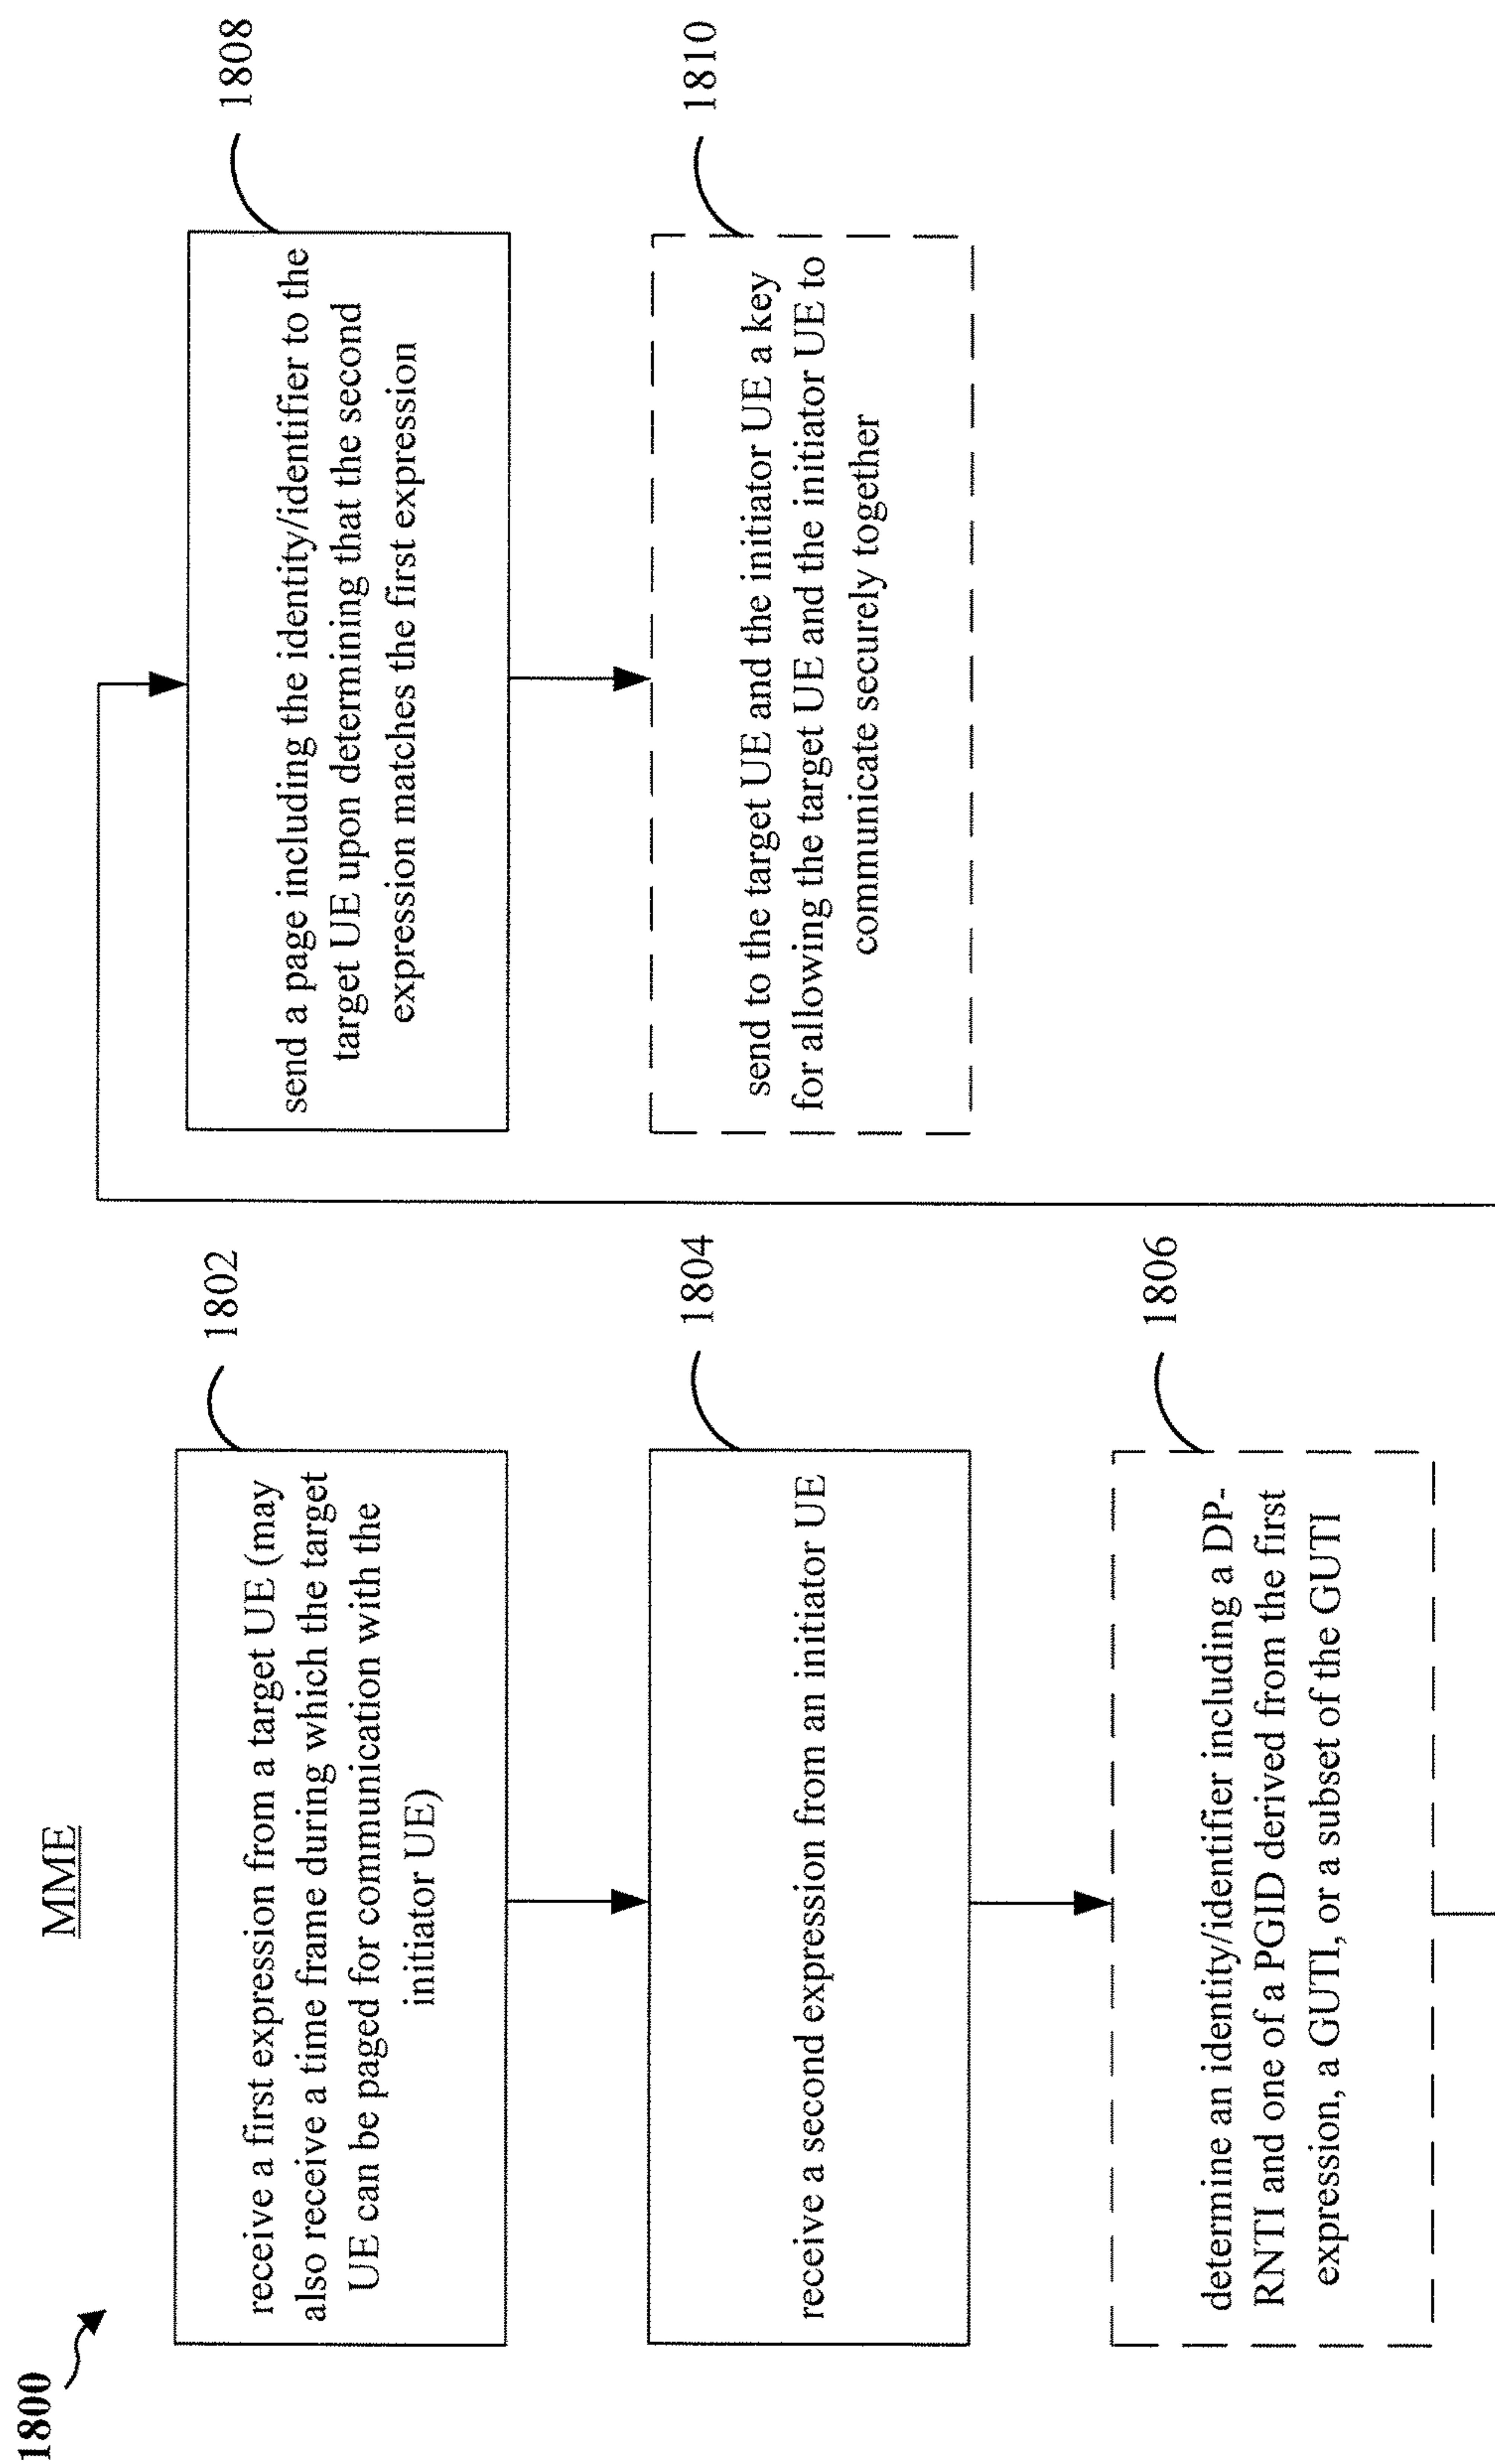 1800
MME
receive a first expression from a target UE (may
also receive a time frame during which the target
UE can be paged for communication with the
initiator UE)
1802
receive a second expression from an initiator UE
1804
determine an identity/identifier including a DP-
RNTI and one of a PGID derived from the first
expression, a GUTI, or a subset of the GUTI
1806
send a page including the identity/identifier to the
target UE upon determining that the second
expression matches the first expression
1808
send to the target UE and the initiator UE a key
for allowing the target UE and the initiator UE to
communicate securely together
1810